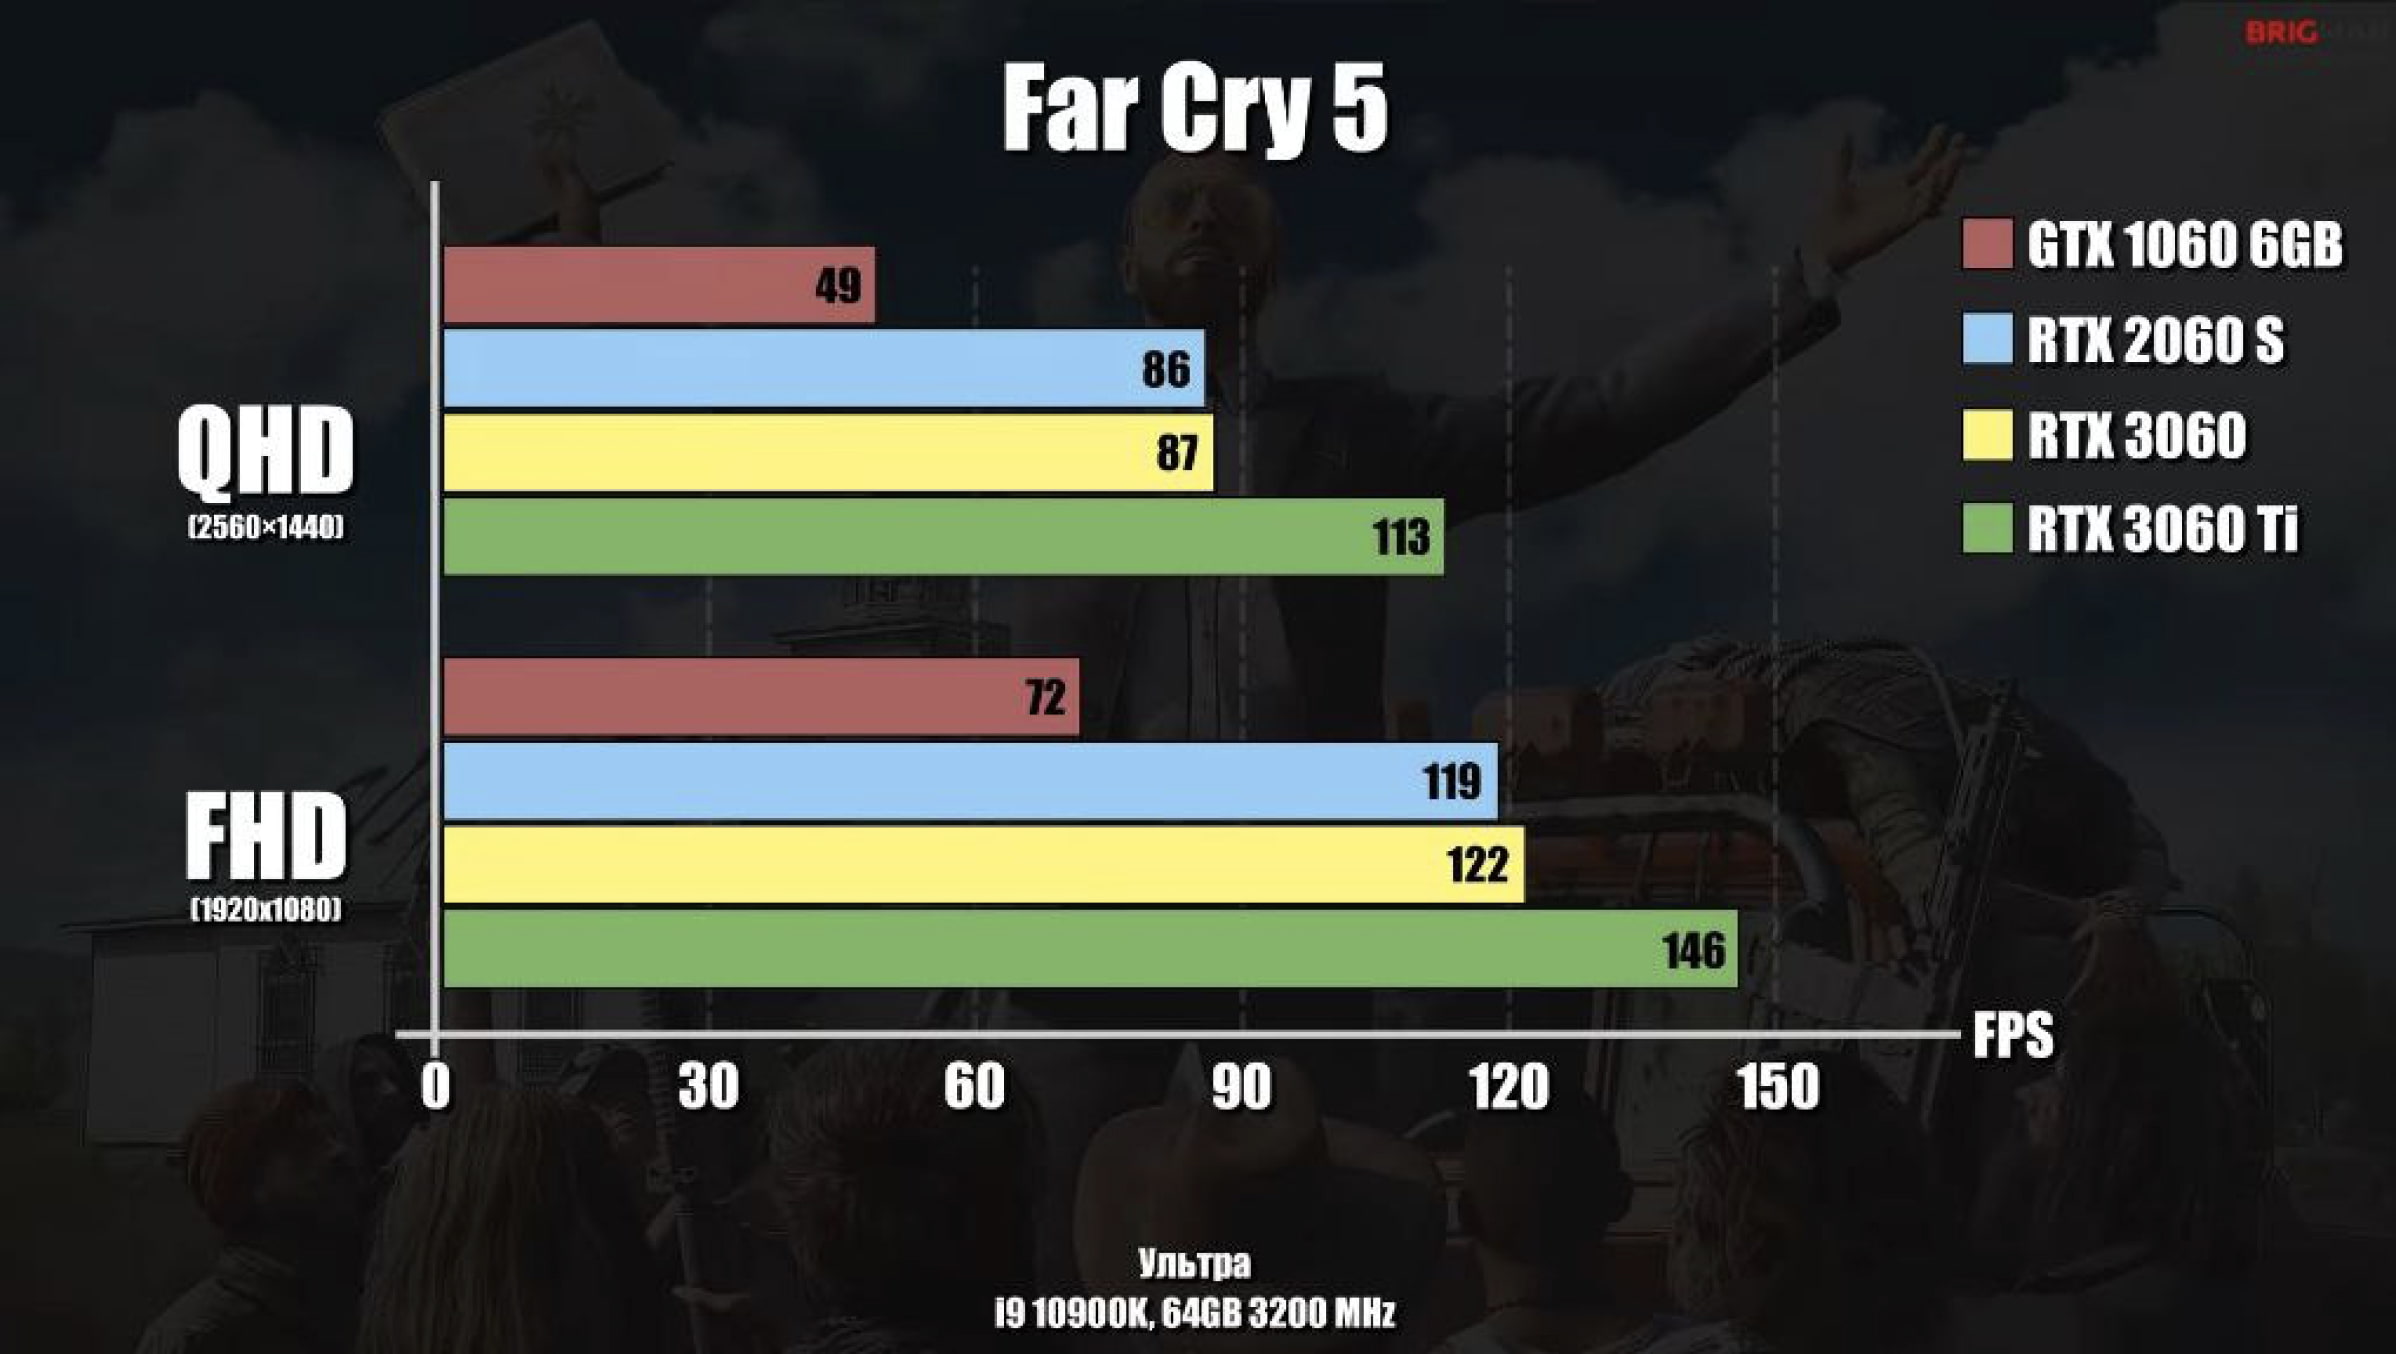 BRIG
Far Cry 5
GTX 1060 6GB
RTX 2060 S
RTX 3060
RTX 3060 Ti
QHD
(2560×1440)
49
86
87
113
FHD
(1920x1080)
72
119
122
146
FPS
0 30 60 90 120 150
Ультра
i9 10900K, 64GB 3200 MHz